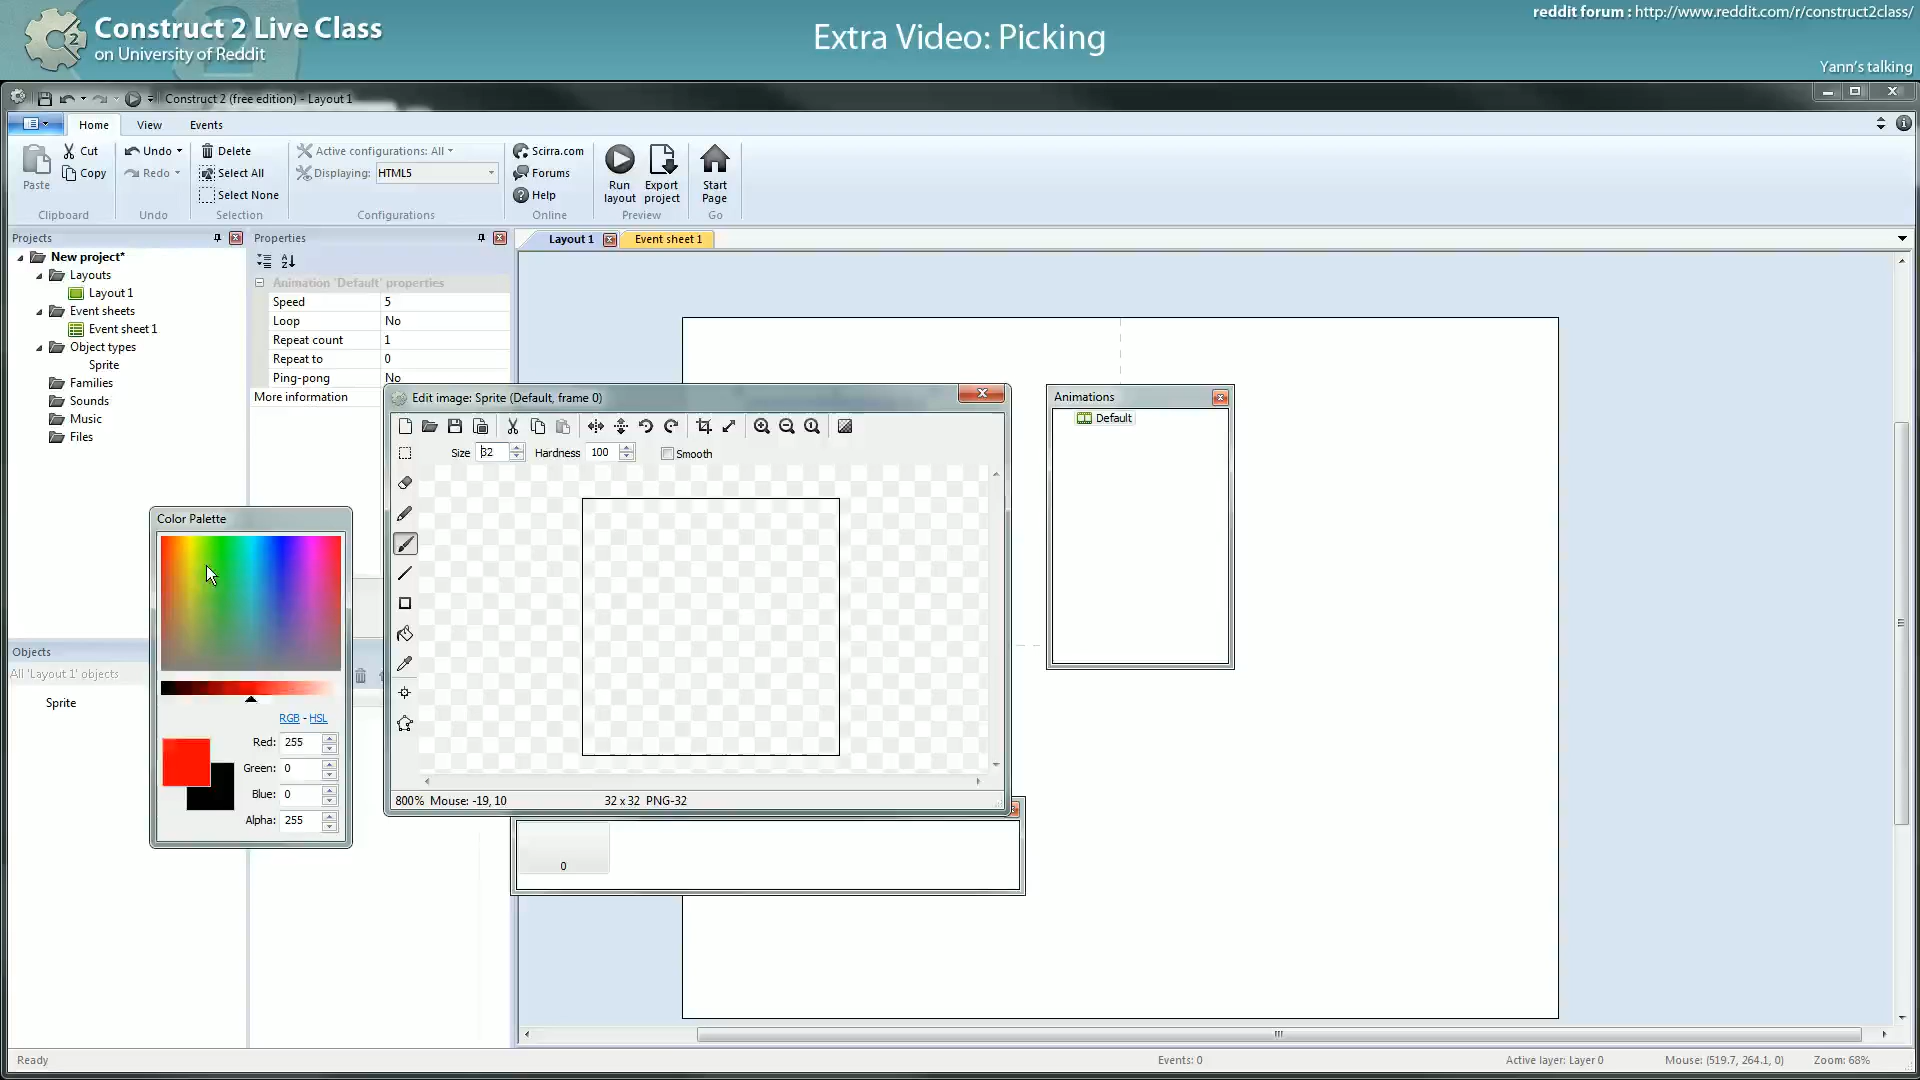 Construct 2 Live Class
on University of Reddit
Extra Video: Picking
reddit forum : http://www.reddit.com/r/construct2class/
Yann's talking
Construct 2 (free edition) - Layout 1
Home View Events
Paste
Cut
Copy
Clipboard
Undo
Redo
Undo
Delete
Select All
Select None
Selection
Active configurations: All
Displaying: HTML5
Configurations
Scirra.com
Forums
Help
Online
Run layout
Export project
Preview
Start Page
Go
Projects
New project*
Layouts
Layout 1
Event sheets
Event sheet 1
Object types
Sprite
Families
Sounds
Music
Files
Properties
Animation 'Default' properties
Speed 5
Loop No
Repeat count 1
Repeat to 0
Ping-pong No
More information
Layout 1
Event sheet 1
Edit image: Sprite (Default, frame 0)
Size 32 Hardness 100 Smooth
800% Mouse: -19, 10 32 x 32 PNG-32
Animations
Default
Color Palette
RGB - HSL
Red: 255
Green: 0
Blue: 0
Alpha: 255
Objects
All 'Layout 1' objects
Sprite
0
Ready
Events: 0
Active layer: Layer 0
Mouse: (519.7, 264.1, 0)
Zoom: 68%